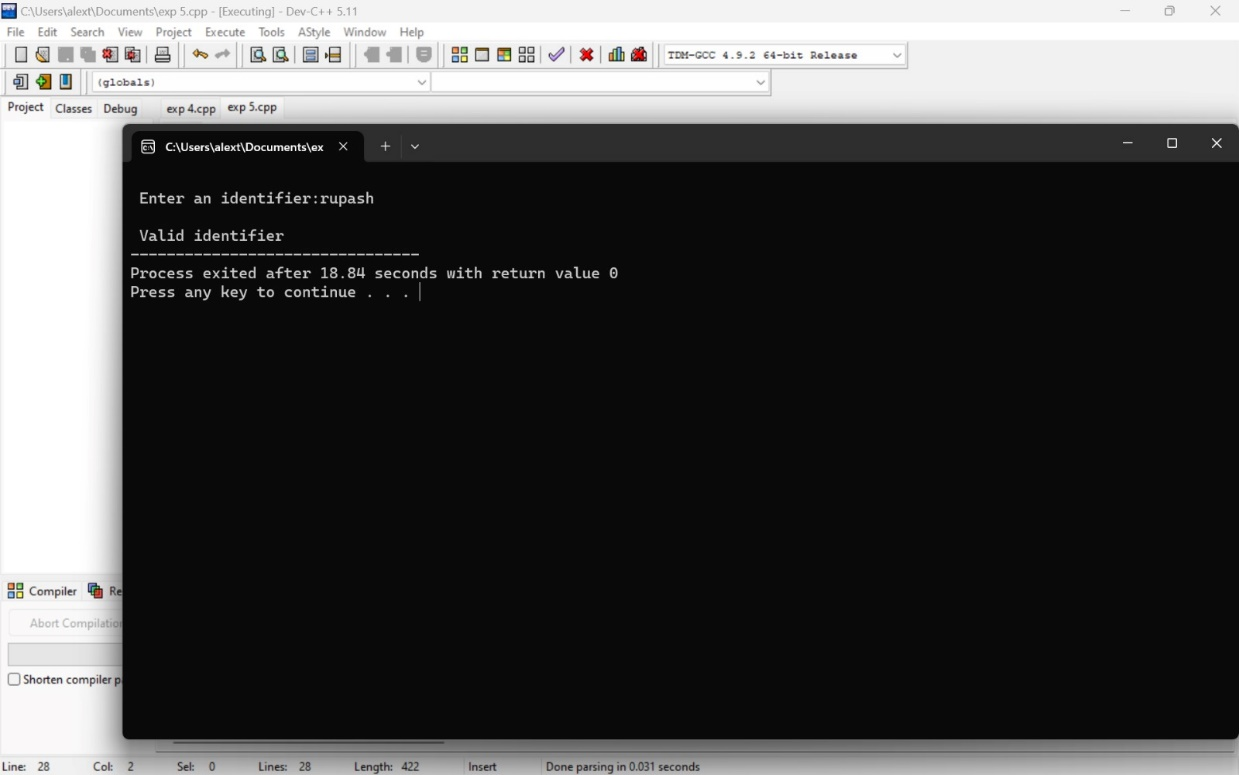 C:\Users\alext\Documents\exp 5.cpp - [Executing] - Dev-C++ 5.11
File Edit Search View Project Execute Tools AStyle Window Help
TDM-GCC 4.9.2 64-bit Release
(globals)
Project Classes Debug exp 4.cpp exp 5.cpp
C:\Users\alext\Documents\ex
Enter an identifier:rupash
Valid identifier
--------------------------------
Process exited after 18.84 seconds with return value 0
Press any key to continue . . .
Compiler Re
Abort Compilation
Shorten compiler p
Line: 28 Col: 2 Sel: 0 Lines: 28 Length: 422 Insert Done parsing in 0.031 seconds